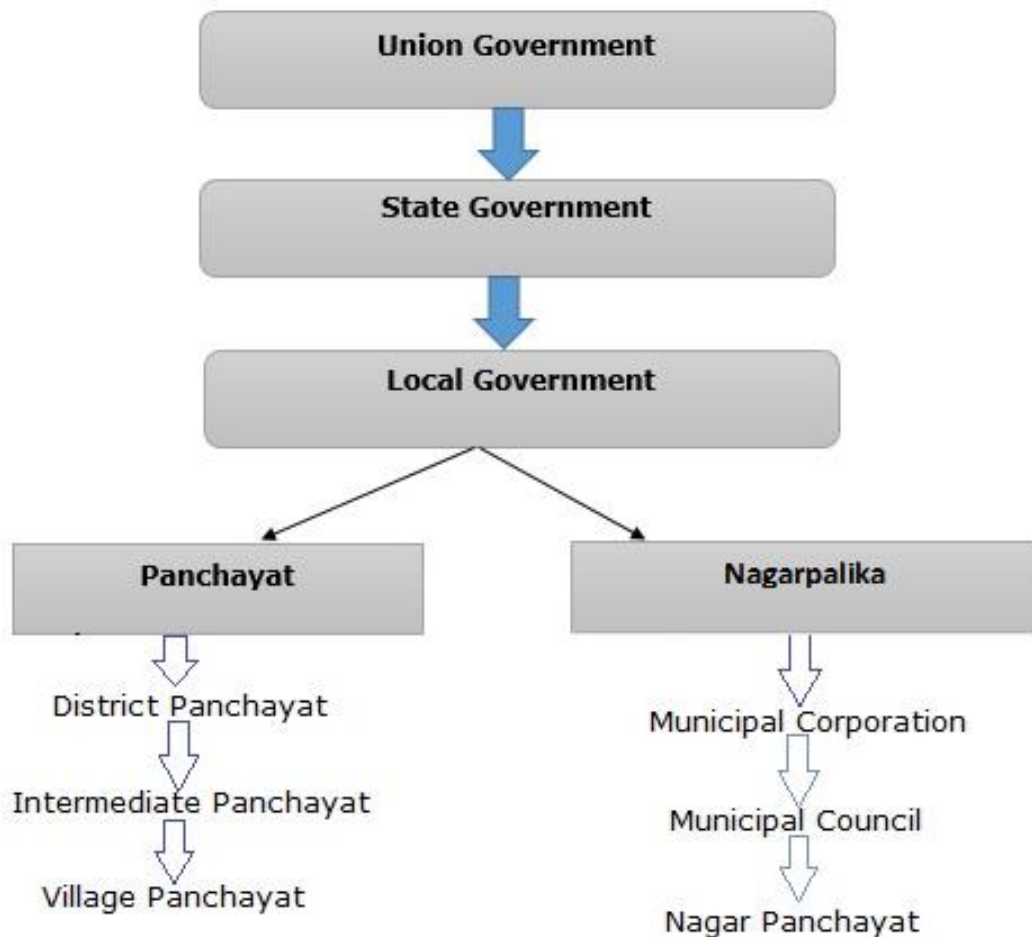 Union Government
State Government
Local Government
Panchayat
Nagarpalika
District Panchayat
Municipal Corporation
Intermediate Panchayat
Municipal Council
Village Panchayat
Nagar Panchayat